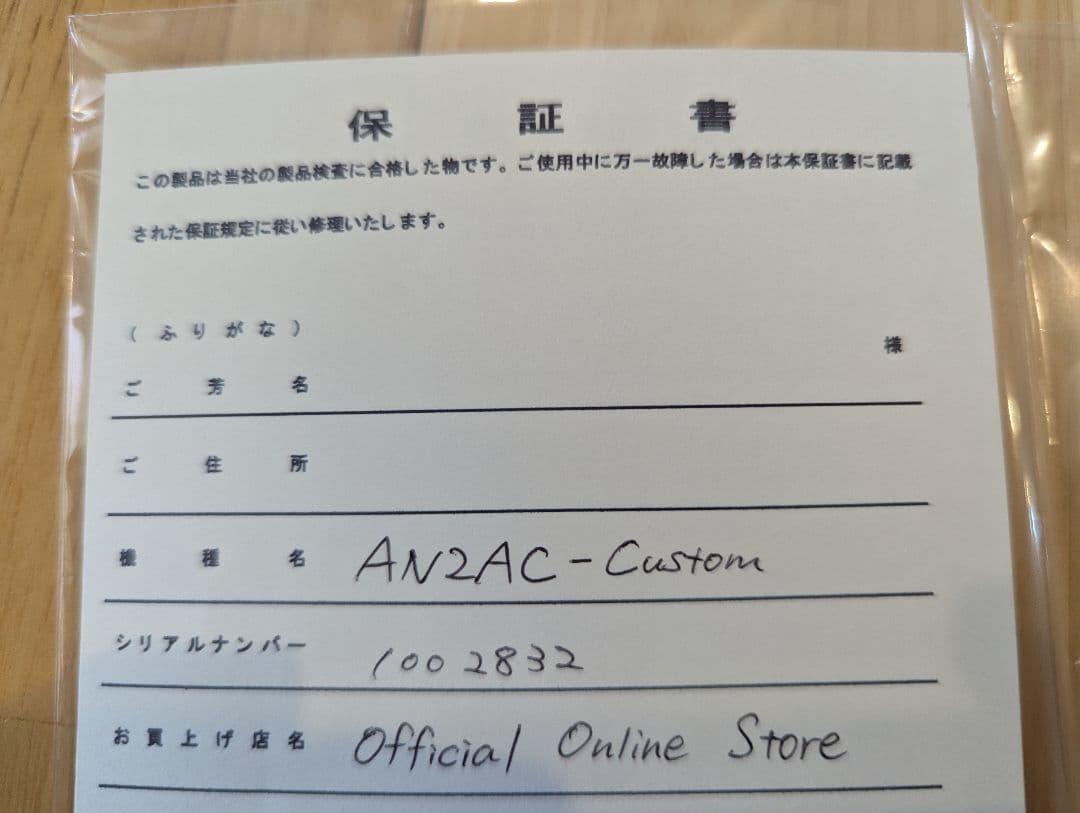 保証書
この製品は当社の製品検査に合格した物です。ご使用中に万一故障した場合は本保証書に記載
された保証規定に従い修理いたします。
(ふりがな)
ご芳名 様
ご住所
機種名 AN2AC-Custom
シリアルナンバー 1002832
お買上げ店名 Official Online Store